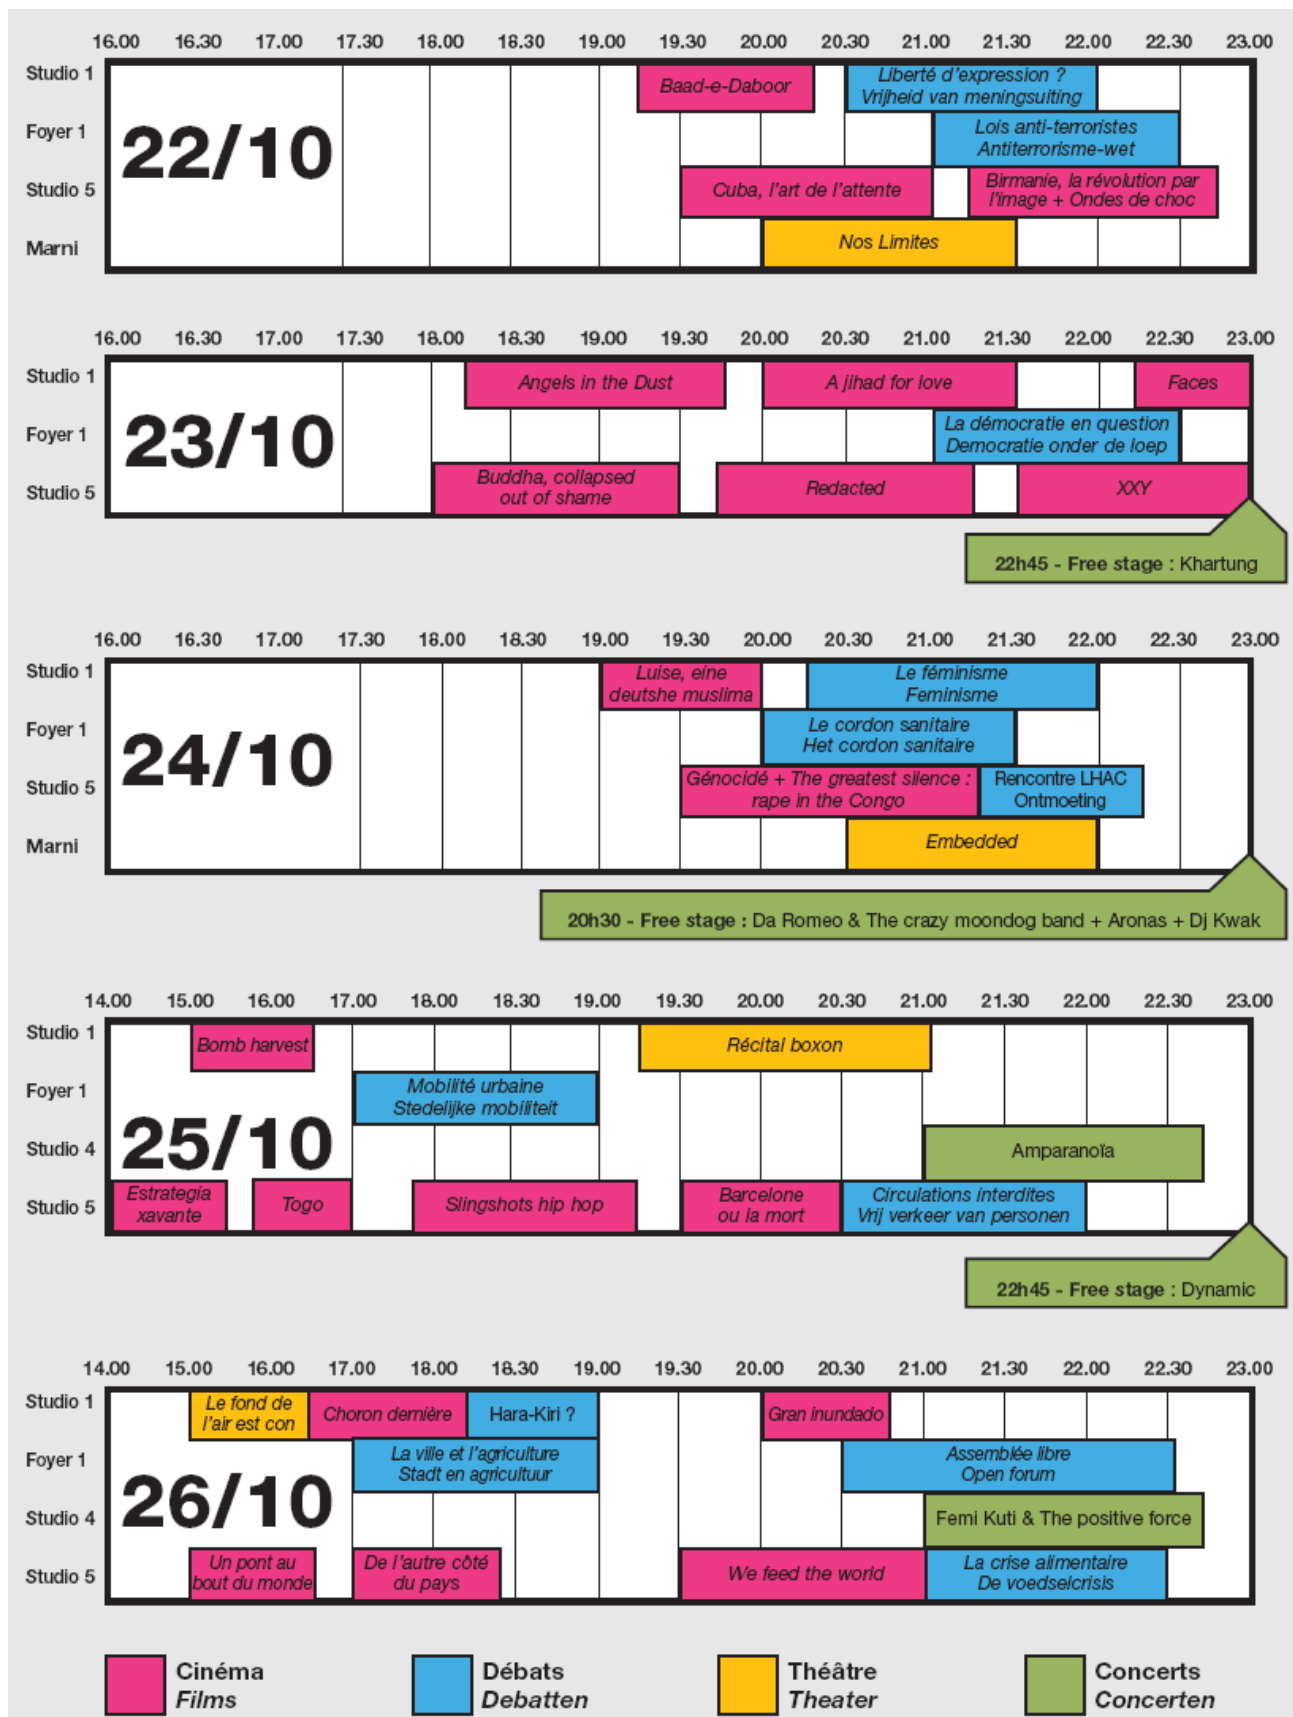 16.00 16.30 17.00 17.30 18.00 18.30 19.00 19.30 20.00 20.30 21.00 21.30 22.00 22.30 23.00
Studio 1
Baad-e-Daboor
Liberté d'expression ?
Vrijheid van meningsuiting
Foyer 1
Lois anti-terroristes
Antiterrorisme-wet
22/10
Studio 5
Cuba, l'art de l'attente
Birmanie, la révolution par
l'image + Ondes de choc
Marni
Nos Limites
16.00 16.30 17.00 17.30 18.00 18.30 19.00 19.30 20.00 20.30 21.00 21.30 22.00 22.30 23.00
Studio 1
Angels in the Dust
A jihad for love
Faces
Foyer 1
La démocratie en question
Democratie onder de loep
23/10
Studio 5
Buddha, collapsed
out of shame
Redacted
XXY
22h45 - Free stage : Khartung
16.00 16.30 17.00 17.30 18.00 18.30 19.00 19.30 20.00 20.30 21.00 21.30 22.00 22.30 23.00
Studio 1
Luise, eine
deutshe muslima
Le féminisme
Feminisme
Foyer 1
Le cordon sanitaire
Het cordon sanitaire
24/10
Studio 5
Génocidé + The greatest silence :
rape in the Congo
Rencontre LHAC
Ontmoeting
Marni
Embedded
20h30 - Free stage : Da Romeo & The crazy moondog band + Aronas + Dj Kwak
14.00 15.00 16.00 17.00 18.00 18.30 19.00 19.30 20.00 20.30 21.00 21.30 22.00 22.30 23.00
Studio 1
Bomb harvest
Récital boxon
Foyer 1
Mobilité urbaine
Stedelijke mobiliteit
25/10
Studio 4
Amparanoïa
Studio 5
Estrategia
xavante
Togo
Slingshots hip hop
Barcelone
ou la mort
Circulations interdites
Vrij verkeer van personen
22h45 - Free stage : Dynamic
14.00 15.00 16.00 17.00 18.00 18.30 19.00 19.30 20.00 20.30 21.00 21.30 22.00 22.30 23.00
Studio 1
Le fond de
l'air est con
Choron dernière
Hara-Kiri ?
Gran inundado
Foyer 1
La ville et l'agriculture
Stadt en agricultuur
Assemblée libre
Open forum
26/10
Studio 4
Femi Kuti & The positive force
Studio 5
Un pont au
bout du monde
De l'autre côté
du pays
We feed the world
La crise alimentaire
De voedselcrisis
Cinéma
Films
Débats
Debatten
Théâtre
Theater
Concerts
Concerten